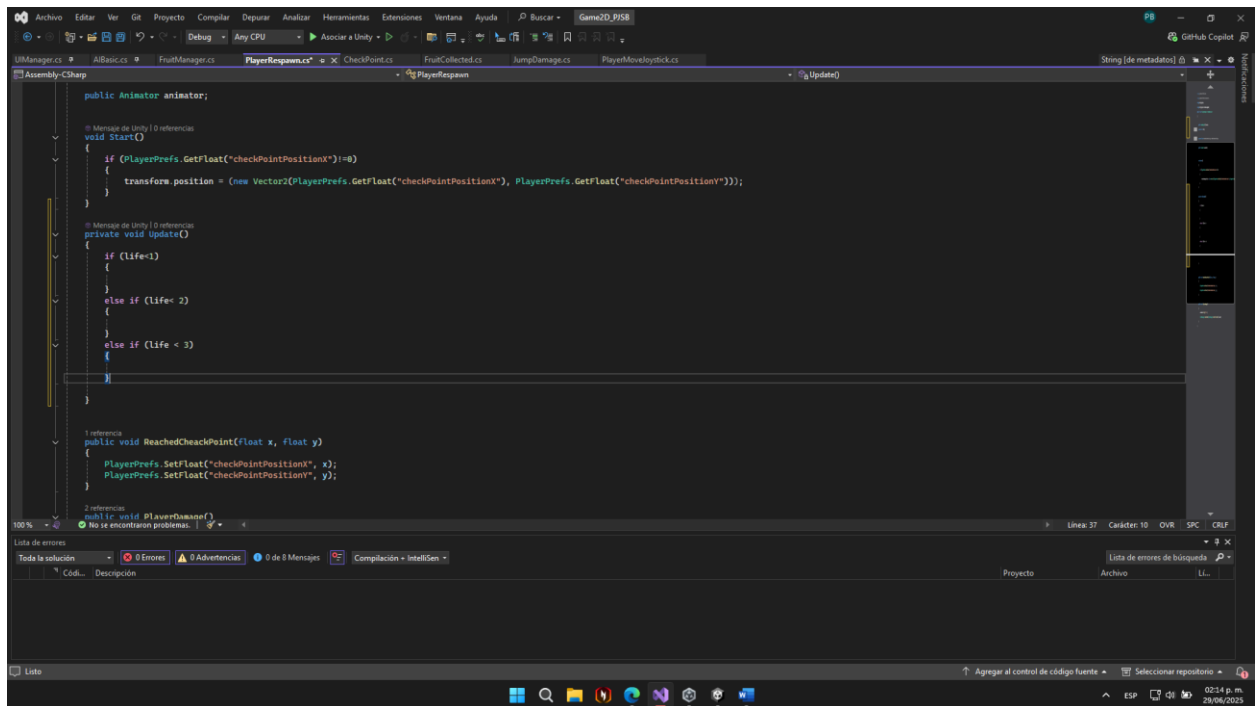 Archivo Editar Ver Git Proyecto Compilar Depurar Analizar Herramientas Extensiones Ventana Ayuda Buscar Game2D_PJSB PB
Debug Any CPU Asociar a Unity GitHub Copilot
UIManager.cs AIBasic.cs FruitManager.cs PlayerRespawn.cs* CheckPoint.cs FruitCollected.cs JumpDamage.cs PlayerMoveJoystick.cs String [de metadatos]
Assembly-CSharp PlayerRespawn Update()
Notificaciones
public Animator animator;
Mensaje de Unity | 0 referencias
void Start()
{
if (PlayerPrefs.GetFloat("checkPointPositionX")!=0)
{
transform.position = (new Vector2(PlayerPrefs.GetFloat("checkPointPositionX"), PlayerPrefs.GetFloat("checkPointPositionY")));
}
}
Mensaje de Unity | 0 referencias
private void Update()
{
if (life<1)
{
}
else if (life< 2)
{
}
else if (life < 3)
{
}
}
1 referencia
public void ReachedCheackPoint(float x, float y)
{
PlayerPrefs.SetFloat("checkPointPositionX", x);
PlayerPrefs.SetFloat("checkPointPositionY", y);
}
2 referencias
public void PlayerDamage()
100 % No se encontraron problemas. Línea: 37 Carácter: 10 OVR SPC CRLF
Lista de errores
Toda la solución 0 Errores 0 Advertencias 0 de 8 Mensajes Compilación + IntelliSen Lista de errores de búsqueda
Códi... Descripción Proyecto Archivo Lí...
Listo Agregar al control de código fuente Seleccionar repositorio
ESP 02:14 p. m.
29/06/2025